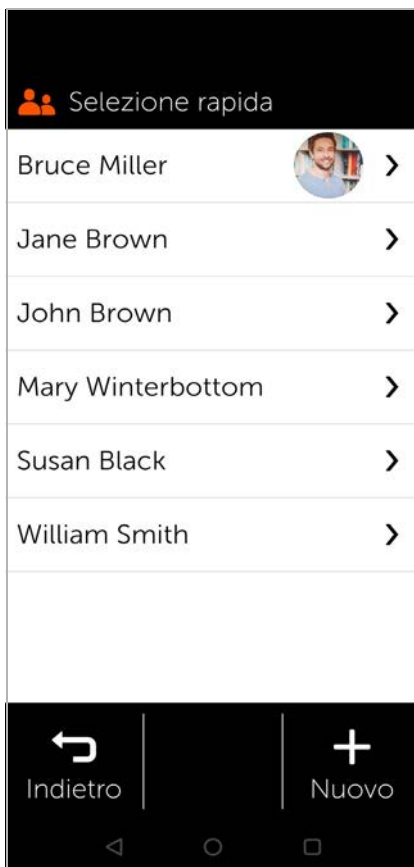 Selezione rapida
Bruce Miller
Jane Brown
John Brown
Mary Winterbottom
Susan Black
William Smith
Indietro
Nuovo